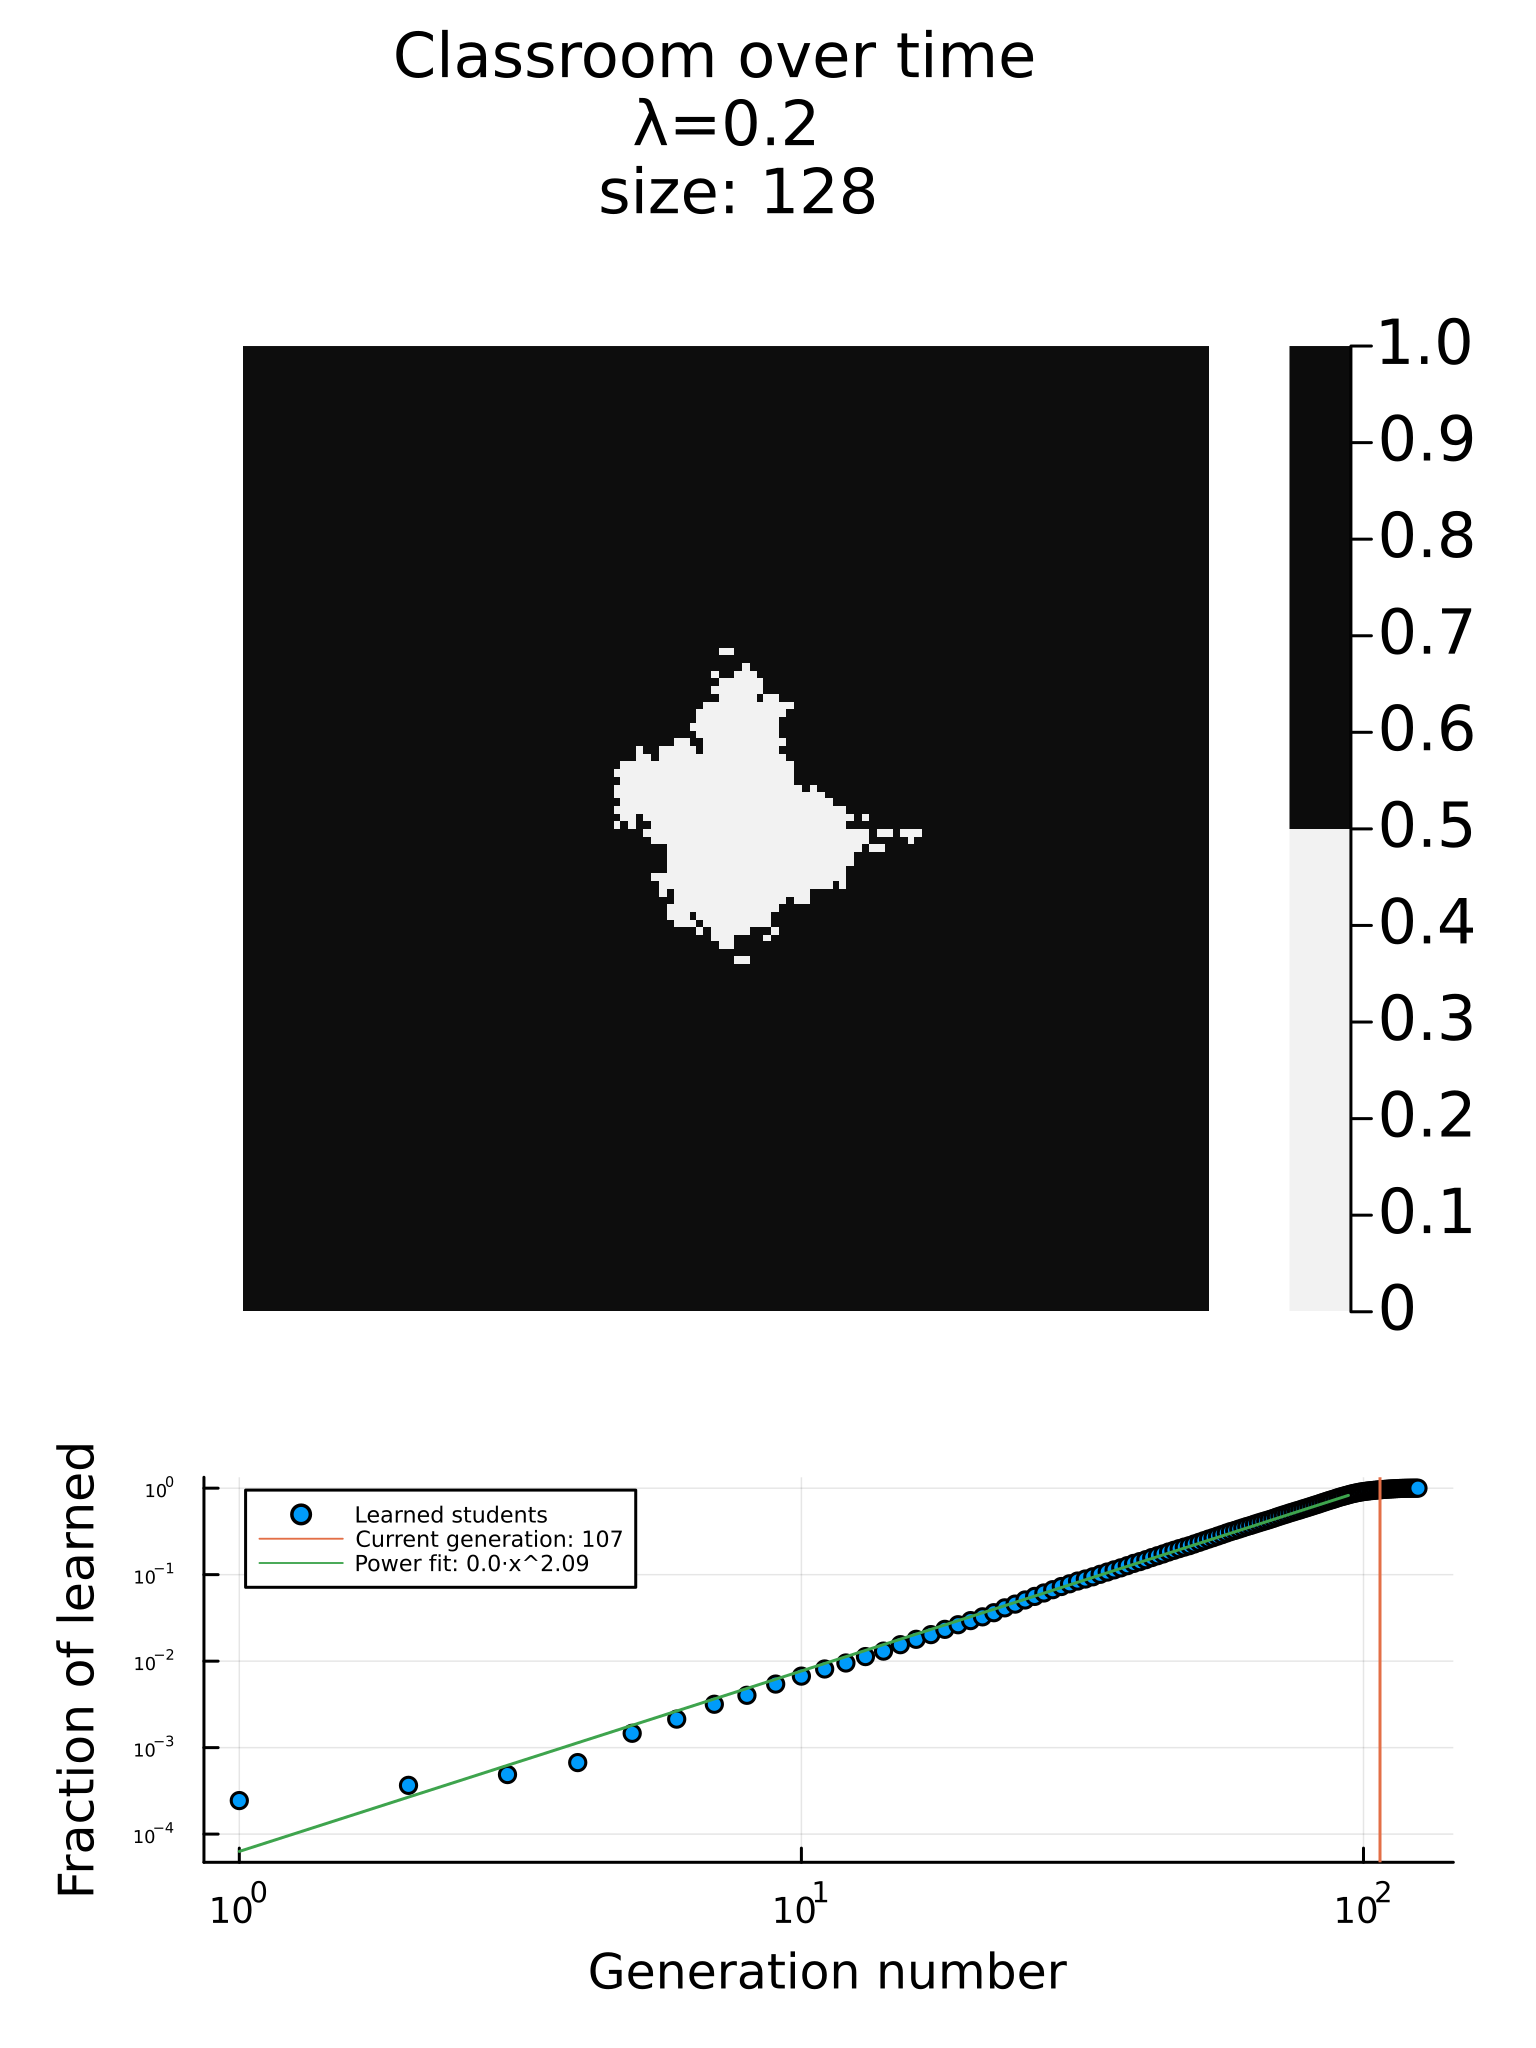 Classroom over time
λ=0.2
size: 128
1.0
0.9
0.8
0.7
0.6
0.5
0.4
0.3
0.2
0.1
0
Fraction of learned
10^0
10^−1
10^−2
10^−3
10^−4
Learned students
Current generation: 107
Power fit: 0.0·x^2.09
10^0 10^1 10^2
Generation number